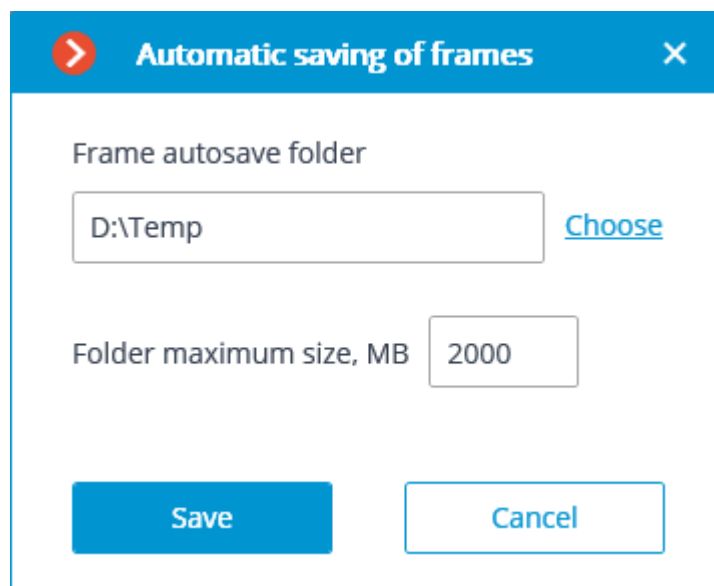 Automatic saving of frames
Frame autosave folder
D:\Temp Choose
Folder maximum size, MB 2000
Save Cancel